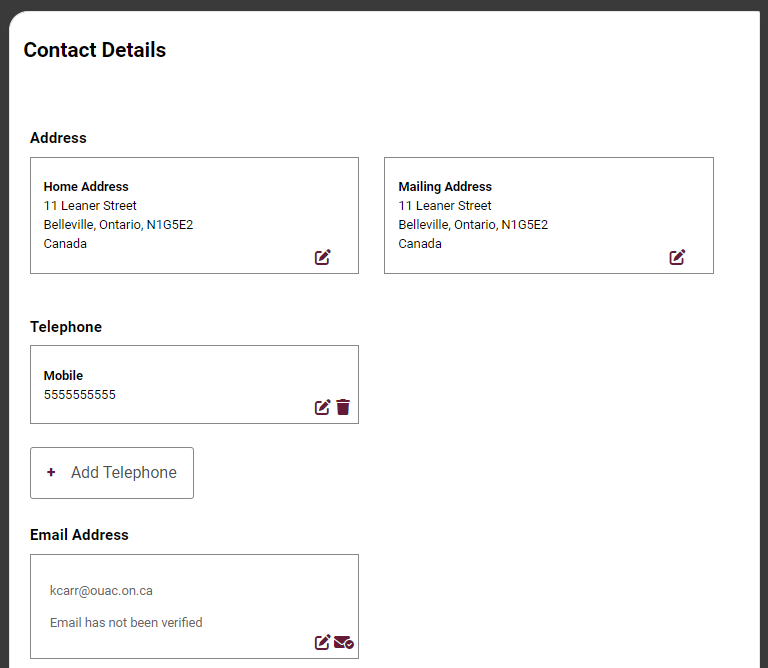 Contact Details
Address
Home Address
11 Leaner Street
Belleville, Ontario, N1G5E2
Canada
Mailing Address
11 Leaner Street
Belleville, Ontario, N1G5E2
Canada
Telephone
Mobile
5555555555
+ Add Telephone
Email Address
kcarr@ouac.on.ca
Email has not been verified